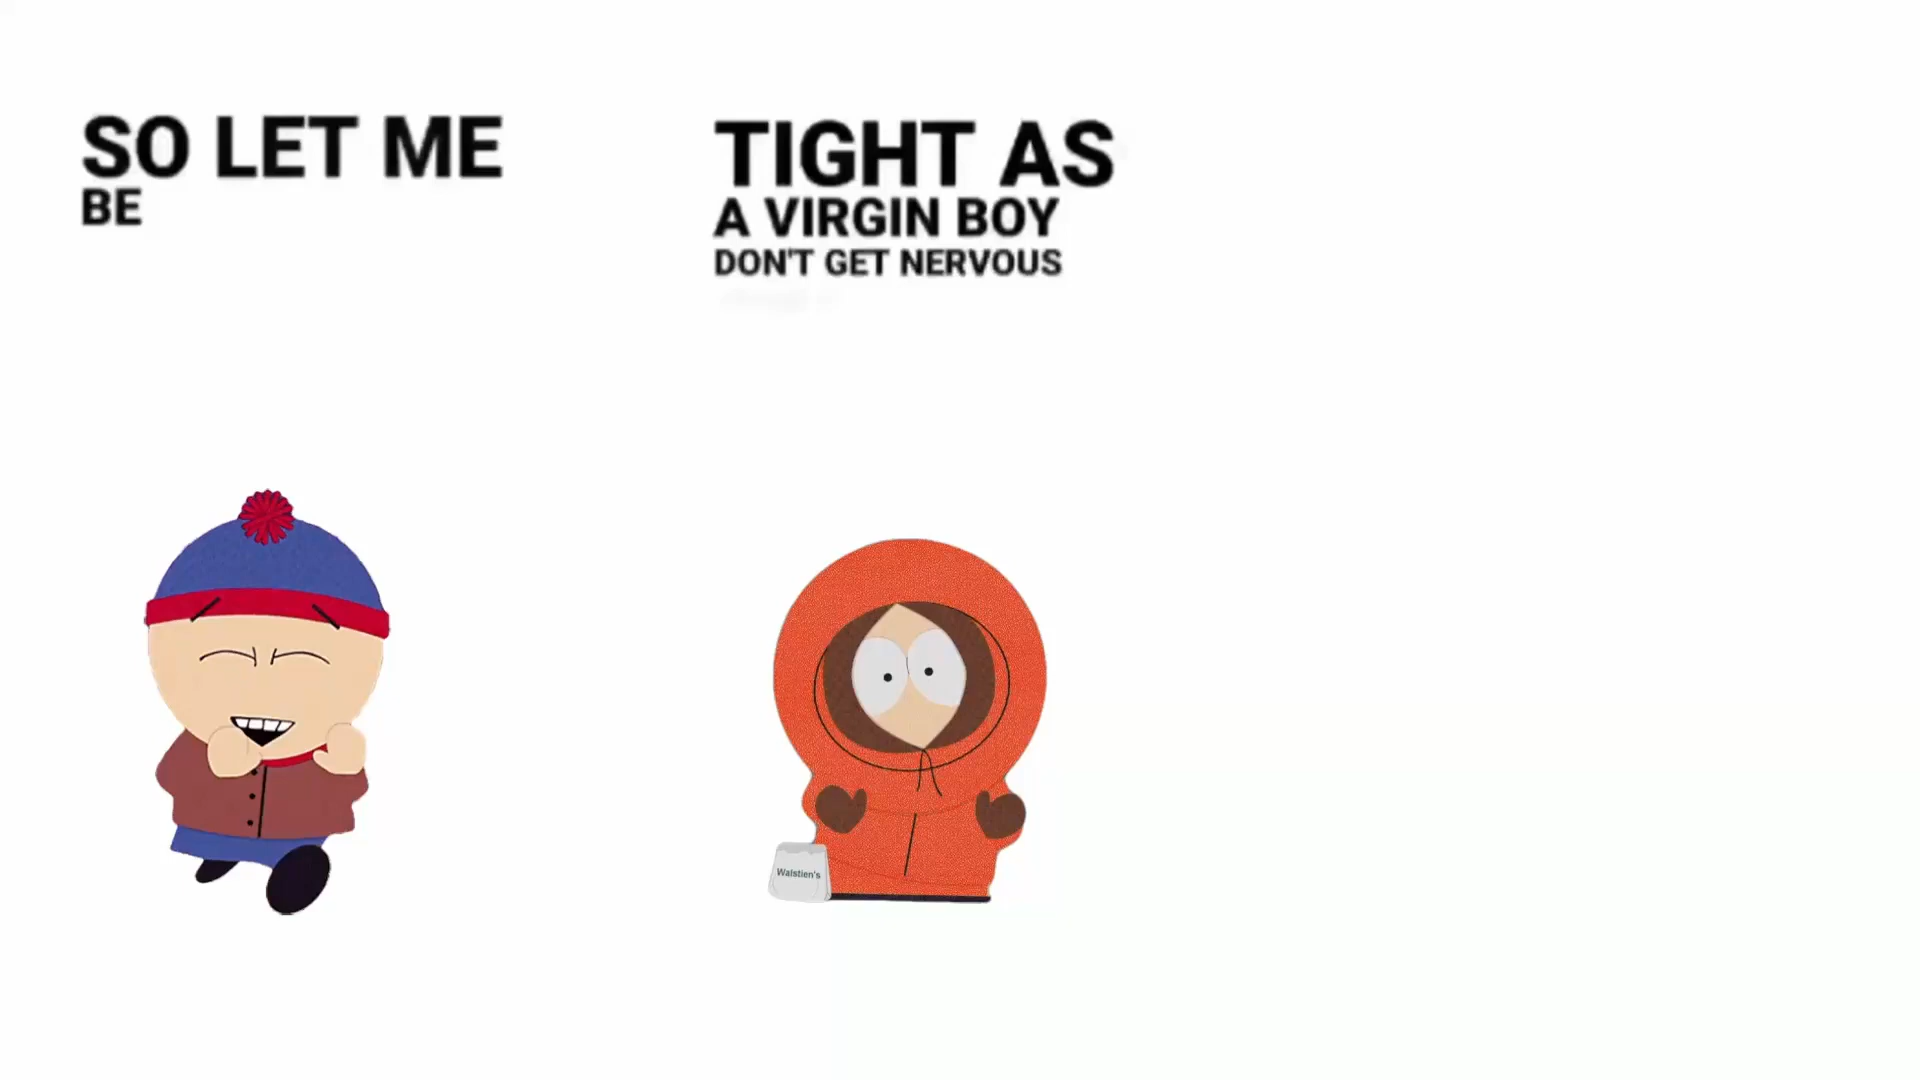 SO LET ME
BE
TIGHT AS
A VIRGIN BOY
DON'T GET NERVOUS
Walstien's